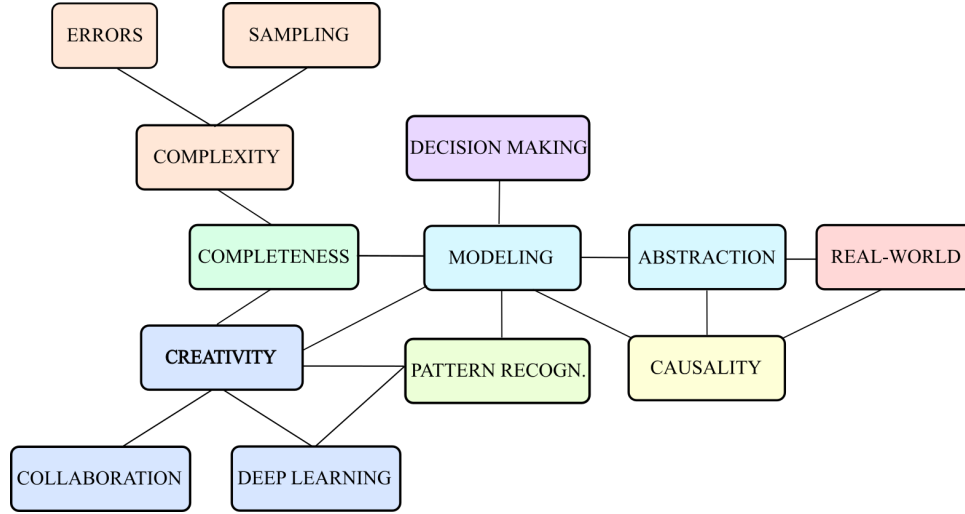 ERRORS
SAMPLING
COMPLEXITY
DECISION MAKING
COMPLETENESS
MODELING
ABSTRACTION
REAL-WORLD
CREATIVITY
PATTERN RECOGN.
CAUSALITY
COLLABORATION
DEEP LEARNING